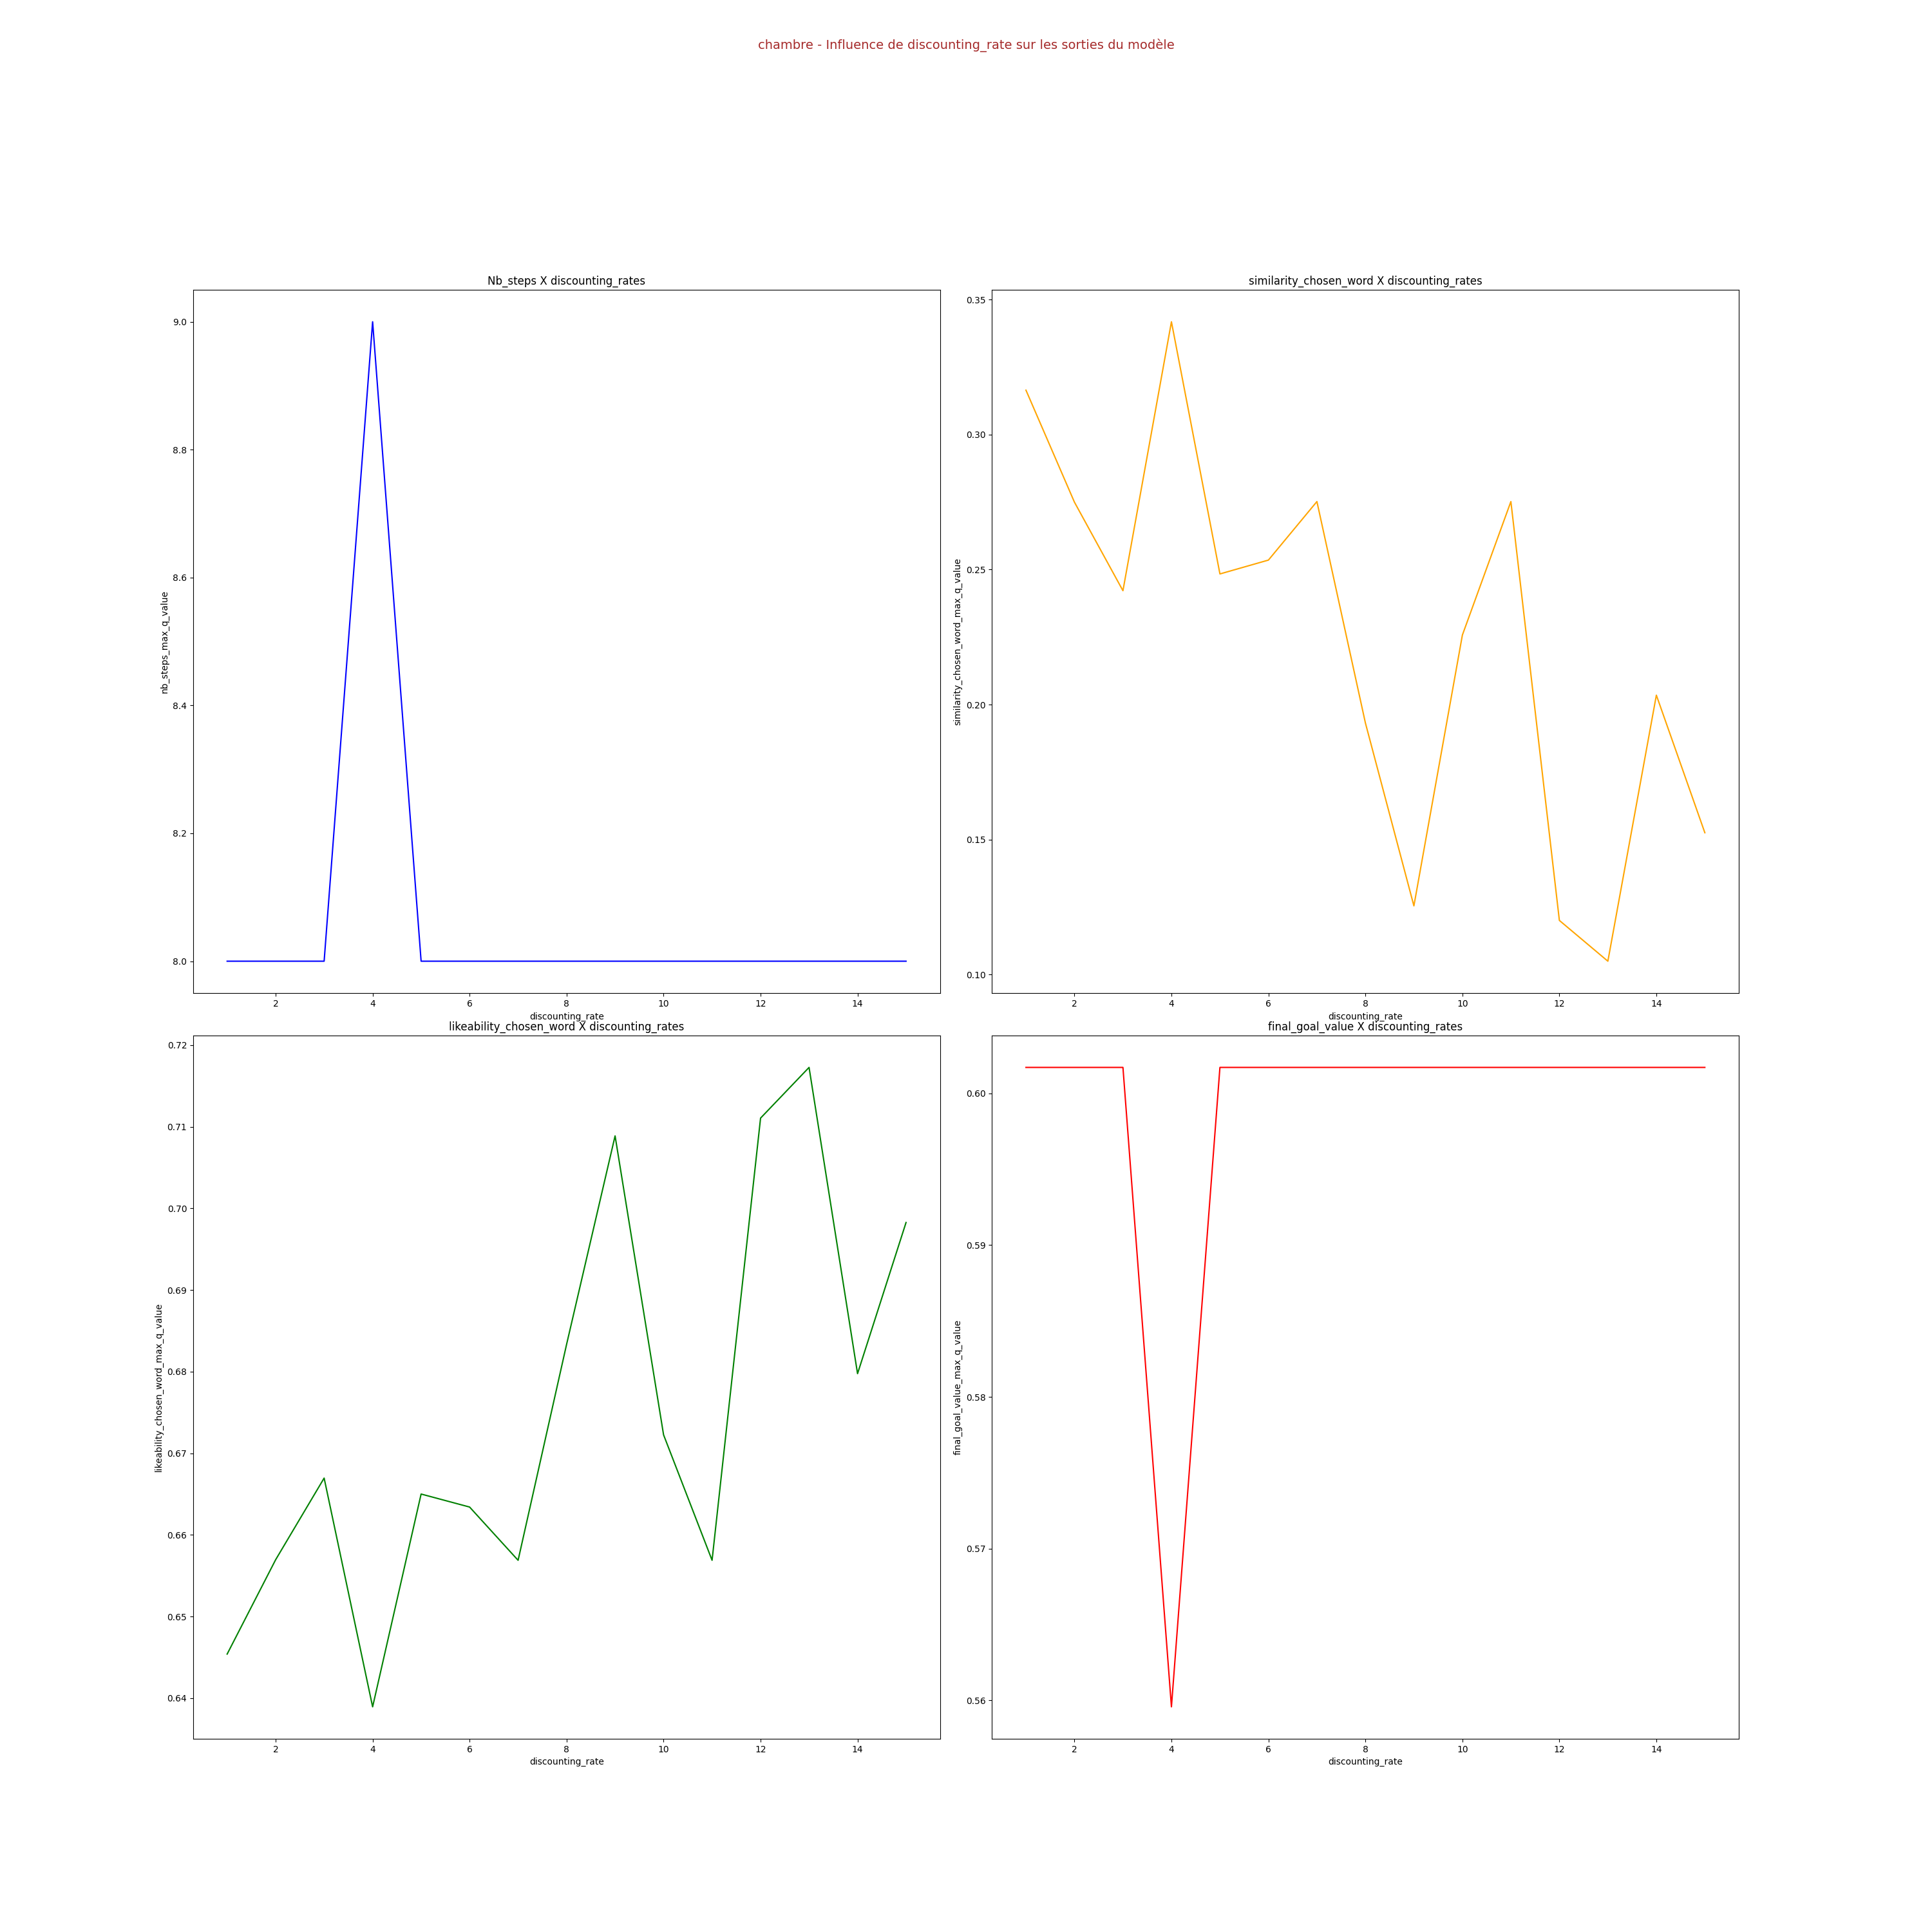 chambre - Influence de discounting_rate sur les sorties du modèle
Nb_steps X discounting_rates
9.0
8.8
8.6
8.4
8.2
8.0
nb_steps_max_q_value
2 4 6 8 10 12 14
discounting_rate
similarity_chosen_word X discounting_rates
0.35
0.30
0.25
0.20
0.15
0.10
similarity_chosen_word_max_q_value
2 4 6 8 10 12 14
discounting_rate
likeability_chosen_word X discounting_rates
0.72
0.71
0.70
0.69
0.68
0.67
0.66
0.65
0.64
likeability_chosen_word_max_q_value
2 4 6 8 10 12 14
discounting_rate
final_goal_value X discounting_rates
0.60
0.59
0.58
0.57
0.56
final_goal_value_max_q_value
2 4 6 8 10 12 14
discounting_rate